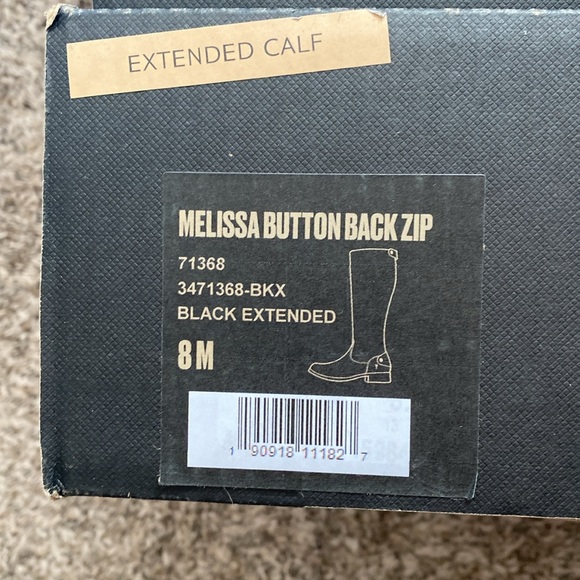 EXTENDED CALF
MELISSA BUTTON BACK ZIP
71368
3471368-BKX
BLACK EXTENDED
8 M
1 90918 11182 7